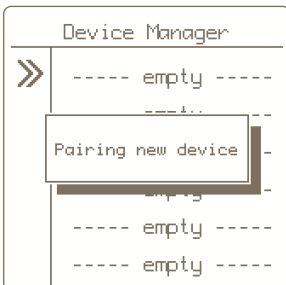 Device Manager
----- empty -----
Pairing new device
----- empty -----
----- empty -----